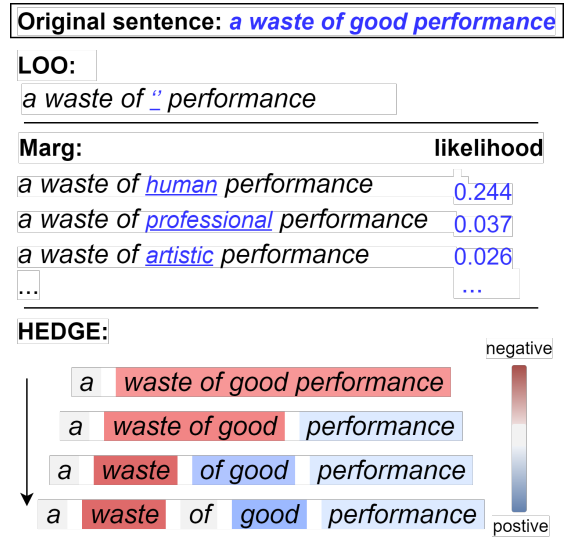 Original sentence: a waste of good performance
LOO:
a waste of ‘’ performance
Marg: likelihood
a waste of human performance 0.244
a waste of professional performance 0.037
a waste of artistic performance 0.026
... ...
HEDGE:
negative
a waste of good performance
a waste of good performance
a waste of good performance
a waste of good performance
postive